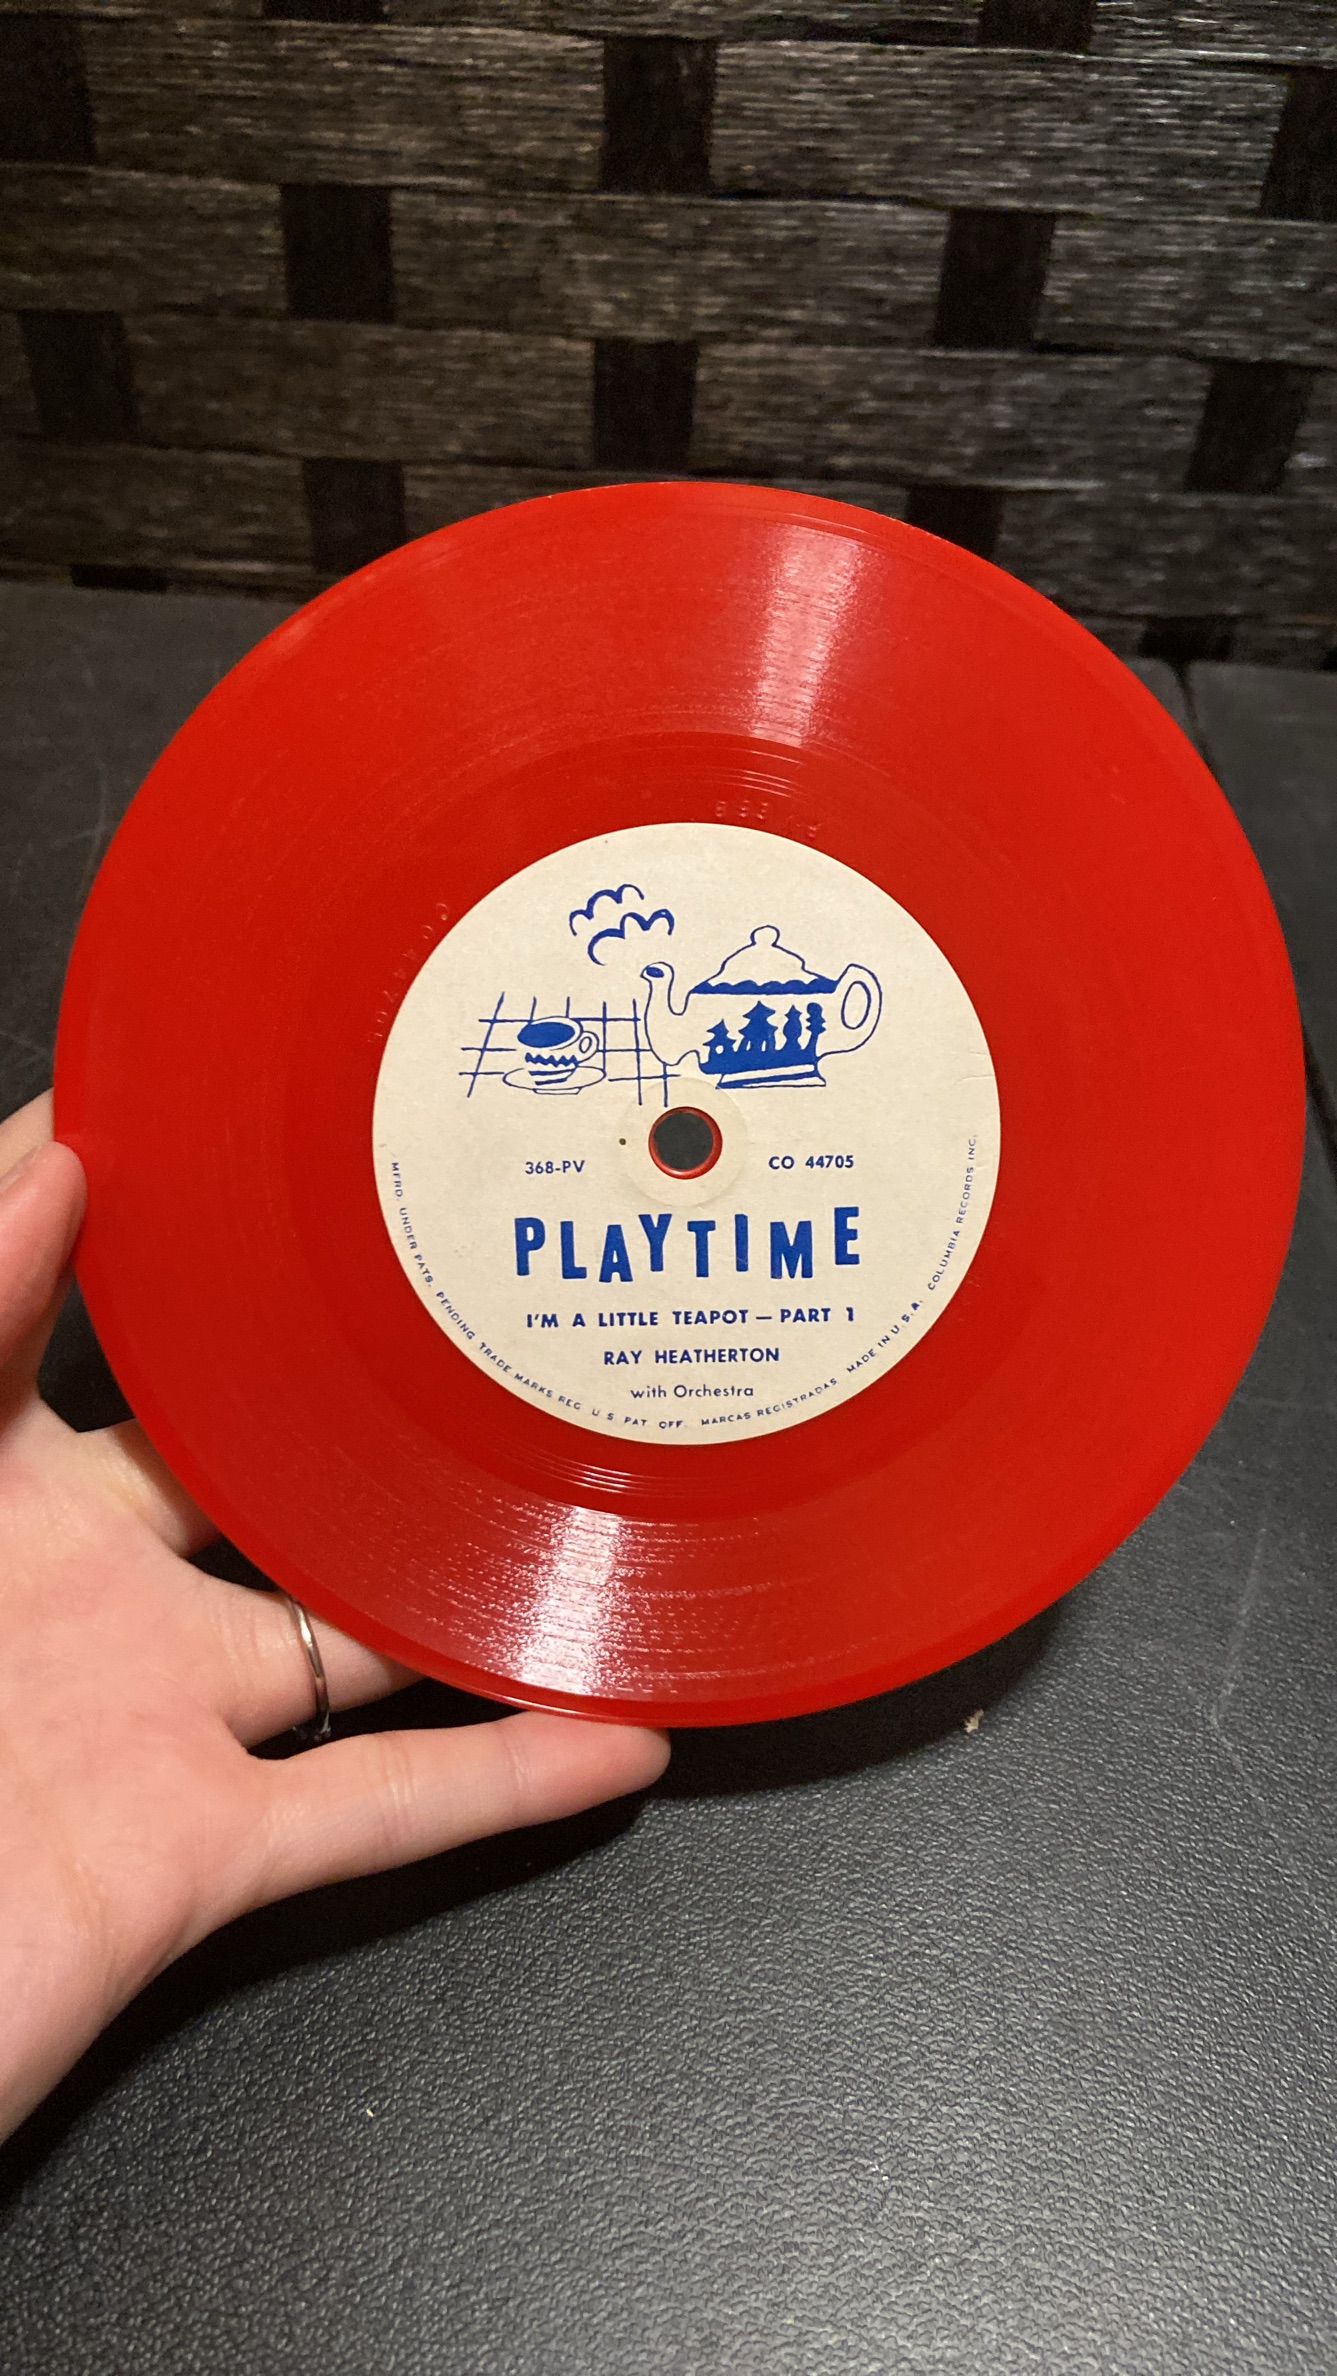 368-PV
CO 44705
PLAYTIME
I'M A LITTLE TEAPOT — PART 1
RAY HEATHERTON
with Orchestra
MFRD. UNDER PATS. PENDING TRADE MARKS REG U S PAT OFF. MARCAS REGISTRADAS MADE IN U.S.A. COLUMBIA RECORDS INC.